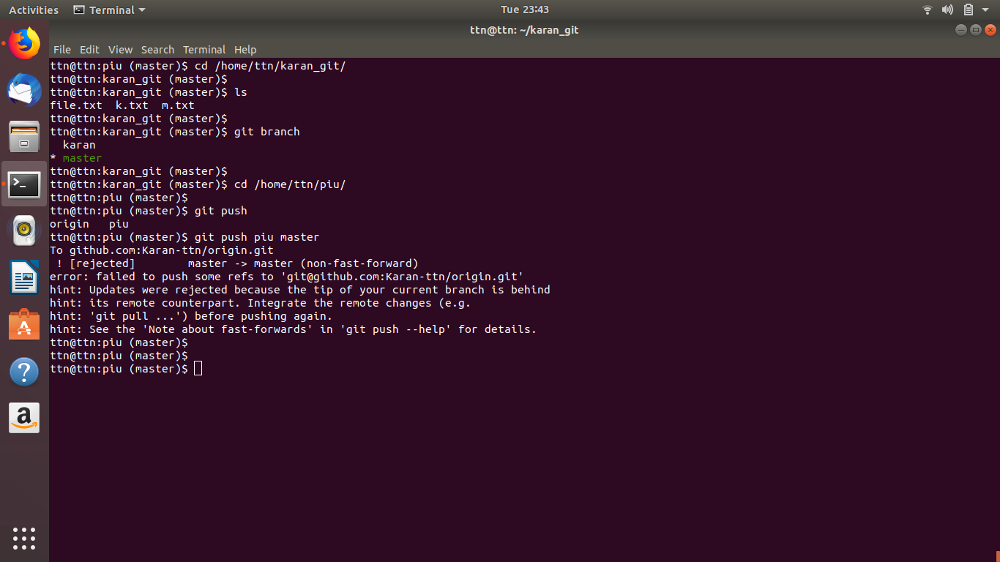 Activities Terminal Tue 23:43
ttn@ttn: ~/karan_git
File Edit View Search Terminal Help
ttn@ttn:piu (master)$ cd /home/ttn/karan_git/
ttn@ttn:karan_git (master)$
ttn@ttn:karan_git (master)$ ls
file.txt  k.txt  m.txt
ttn@ttn:karan_git (master)$
ttn@ttn:karan_git (master)$ git branch
  karan
* master
ttn@ttn:karan_git (master)$
ttn@ttn:karan_git (master)$ cd /home/ttn/piu/
ttn@ttn:piu (master)$
ttn@ttn:piu (master)$ git push
origin   piu
ttn@ttn:piu (master)$ git push piu master
To github.com:Karan-ttn/origin.git
 ! [rejected]        master -> master (non-fast-forward)
error: failed to push some refs to 'git@github.com:Karan-ttn/origin.git'
hint: Updates were rejected because the tip of your current branch is behind
hint: its remote counterpart. Integrate the remote changes (e.g.
hint: 'git pull ...') before pushing again.
hint: See the 'Note about fast-forwards' in 'git push --help' for details.
ttn@ttn:piu (master)$
ttn@ttn:piu (master)$
ttn@ttn:piu (master)$